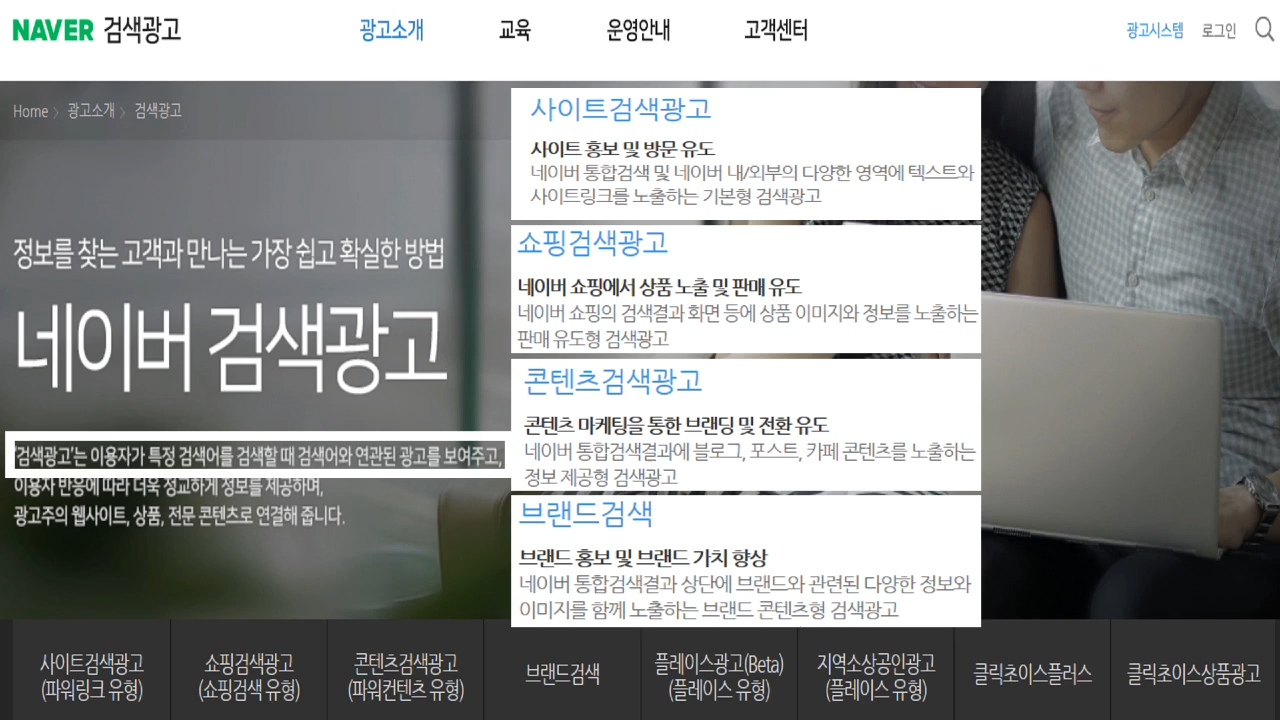 NAVER 검색광고
광고소개
교육
운영안내
고객센터
광고시스템
로그인
Home > 광고소개 > 검색광고
정보를 찾는 고객과 만나는 가장 쉽고 확실한 방법
네이버 검색광고
'검색광고'는 이용자가 특정 검색어를 검색할 때 검색어와 연관된 광고를 보여주고,
이용자 반응에 따라 더욱 정교하게 정보를 제공하며,
광고주의 웹사이트, 상품, 전문 콘텐츠로 연결해 줍니다.
사이트검색광고
사이트 홍보 및 방문 유도
네이버 통합검색 및 네이버 내/외부의 다양한 영역에 텍스트와
사이트링크를 노출하는 기본형 검색광고
쇼핑검색광고
네이버 쇼핑에서 상품 노출 및 판매 유도
네이버 쇼핑의 검색결과 화면 등에 상품 이미지와 정보를 노출하는
판매 유도형 검색광고
콘텐츠검색광고
콘텐츠 마케팅을 통한 브랜딩 및 전환 유도
네이버 통합검색결과에 블로그, 포스트, 카페 콘텐츠를 노출하는
정보 제공형 검색광고
브랜드검색
브랜드 홍보 및 브랜드 가치 향상
네이버 통합검색결과 상단에 브랜드와 관련된 다양한 정보와
이미지를 함께 노출하는 브랜드 콘텐츠형 검색광고
사이트검색광고
(파워링크 유형)
쇼핑검색광고
(쇼핑검색 유형)
콘텐츠검색광고
(파워컨텐츠 유형)
브랜드검색
플레이스광고(Beta)
(플레이스 유형)
지역소상공인광고
(플레이스 유형)
클릭초이스플러스
클릭초이스상품광고